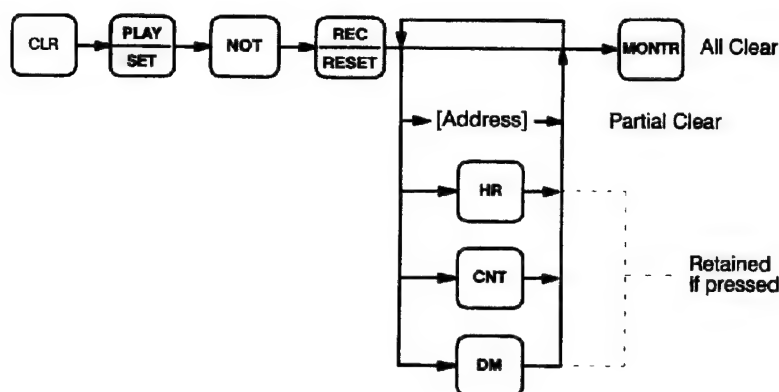 CLR
PLAY
SET
NOT
REC
RESET
MONTR
All Clear
[Address]
Partial Clear
HR
CNT
DM
Retained
if pressed